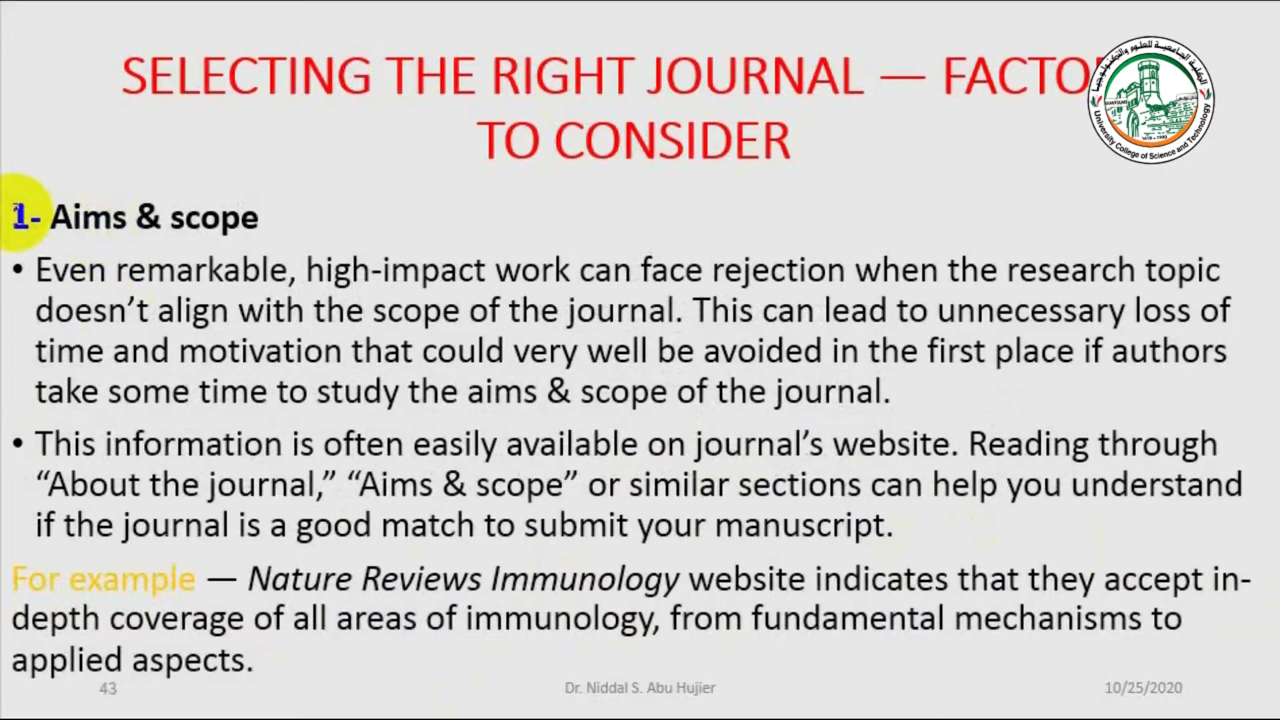 SELECTING THE RIGHT JOURNAL — FACTO
TO CONSIDER
University College of Science and Technology
1- Aims & scope
• Even remarkable, high-impact work can face rejection when the research topic
doesn’t align with the scope of the journal. This can lead to unnecessary loss of
time and motivation that could very well be avoided in the first place if authors
take some time to study the aims & scope of the journal.
• This information is often easily available on journal’s website. Reading through
“About the journal,” “Aims & scope” or similar sections can help you understand
if the journal is a good match to submit your manuscript.
For example — Nature Reviews Immunology website indicates that they accept in-
depth coverage of all areas of immunology, from fundamental mechanisms to
applied aspects.
43
Dr. Niddal S. Abu Hujier
10/25/2020